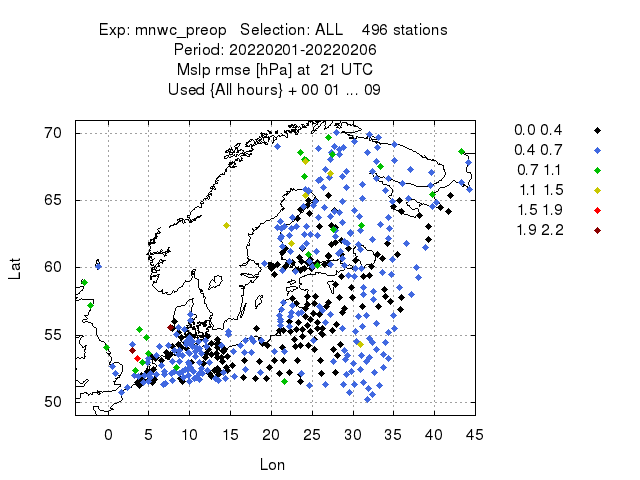 Exp: mnwc_preop   Selection: ALL    496 stations
Period: 20220201-20220206
Mslp rmse [hPa] at  21 UTC
Used {All hours} + 00 01 ... 09
0.0 0.4
0.4 0.7
0.7 1.1
1.1 1.5
1.5 1.9
1.9 2.2
70
65
60
55
50
Lat
0 5 10 15 20 25 30 35 40 45
Lon